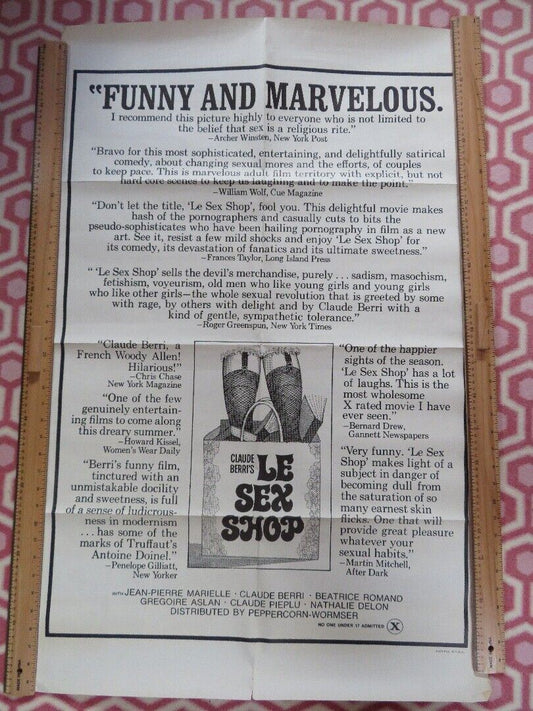 "FUNNY AND MARVELOUS.
I recommend this picture highly to everyone who is not limited to
the belief that sex is a religious rite."
–Archer Winsten, New York Post
"Bravo for this most sophisticated, entertaining, and delightfully satirical
comedy, about changing sexual mores and the efforts, of couples
to keep pace. This is marvelous adult film territory with explicit, but not
hard core scenes to keep us laughing and to make the point."
–William Wolf, Cue Magazine
"Don't let the title, 'Le Sex Shop', fool you. This delightful movie makes
hash of the pornographers and casually cuts to bits the
pseudo-sophisticates who have been hailing pornography in film as a new
art. See it, resist a few mild shocks and enjoy 'Le Sex Shop' for
its comedy, its devastation of fanatics and its ultimate sweetness."
–Frances Taylor, Long Island Press
"'Le Sex Shop' sells the devil's merchandise, purely . . . sadism, masochism,
fetishism, voyeurism, old men who like young girls and young girls
who like other girls—the whole sexual revolution that is greeted by some
with rage, by others with delight and by Claude Berri with a
kind of gentle, sympathetic tolerance."
–Roger Greenspun, New York Times
"Claude Berri, a
French Woody Allen!
Hilarious!"
–Chris Chase
New York Magazine
"One of the few
genuinely entertain-
ing films to come along
this dreary summer."
–Howard Kissel,
Women's Wear Daily
"Berri's funny film,
tinctured with an
unmistakable docility
and sweetness, is full
of a sense of ludicrous-
ness in modernism
. . . has some of the
marks of Truffaut's
Antoine Doinel."
–Penelope Gilliatt,
New Yorker
CLAUDE
BERRI'S
LE
SEX
SHOP
"One of the happier
sights of the season.
'Le Sex Shop' has a lot
of laughs. This is the
most wholesome
X rated movie I have
ever seen."
–Bernard Drew,
Gannett Newspapers
"Very funny. 'Le Sex
Shop' makes light of a
subject in danger of
becoming dull from
the saturation of so
many earnest skin
flicks. One that will
provide great pleasure
whatever your
sexual habits."
–Martin Mitchell,
After Dark
WITH JEAN-PIERRE MARIELLE · CLAUDE BERRI · BEATRICE ROMAND
GREGOIRE ASLAN · CLAUDE PIEPLU · NATHALIE DELON
DISTRIBUTED BY PEPPERCORN-WORMSER
NO ONE UNDER 17 ADMITTED X